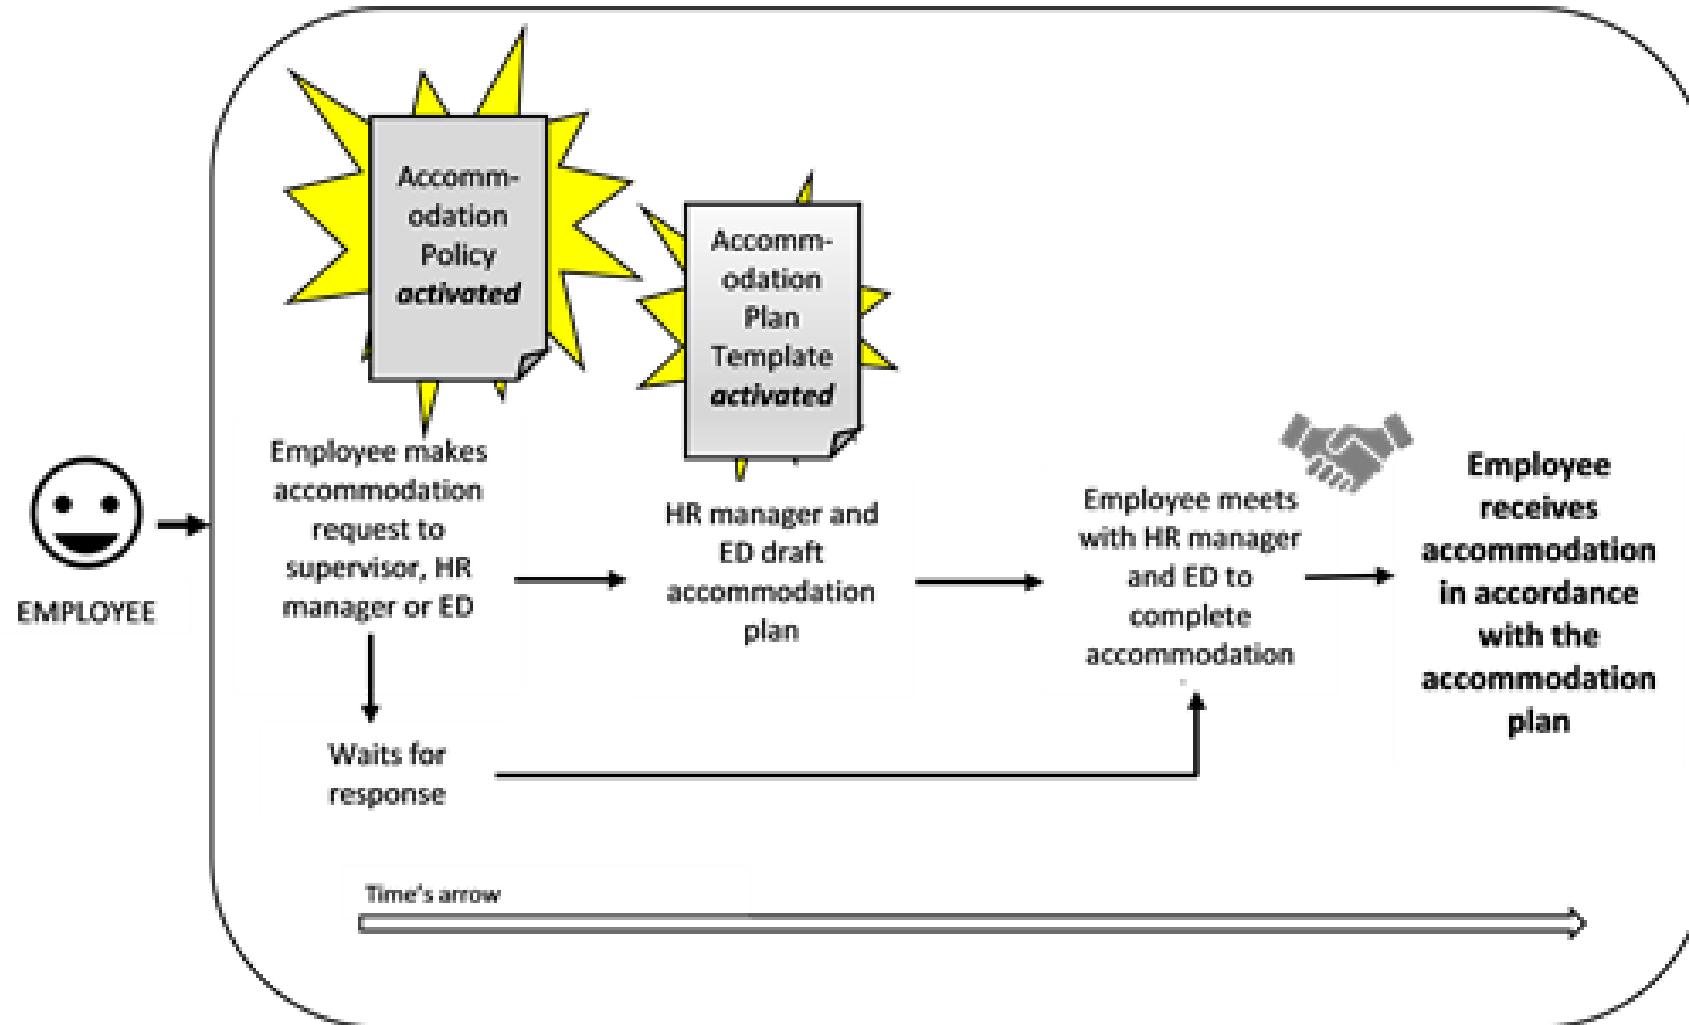 Accomm-
odation
Policy
activated
Accomm-
odation
Plan
Template
activated
EMPLOYEE
Employee makes
accommodation
request to
supervisor, HR
manager or ED
HR manager and
ED draft
accommodation
plan
Employee meets
with HR manager
and ED to
complete
accommodation
Employee
receives
accommodation
in accordance
with the
accommodation
plan
Waits for
response
Time's arrow